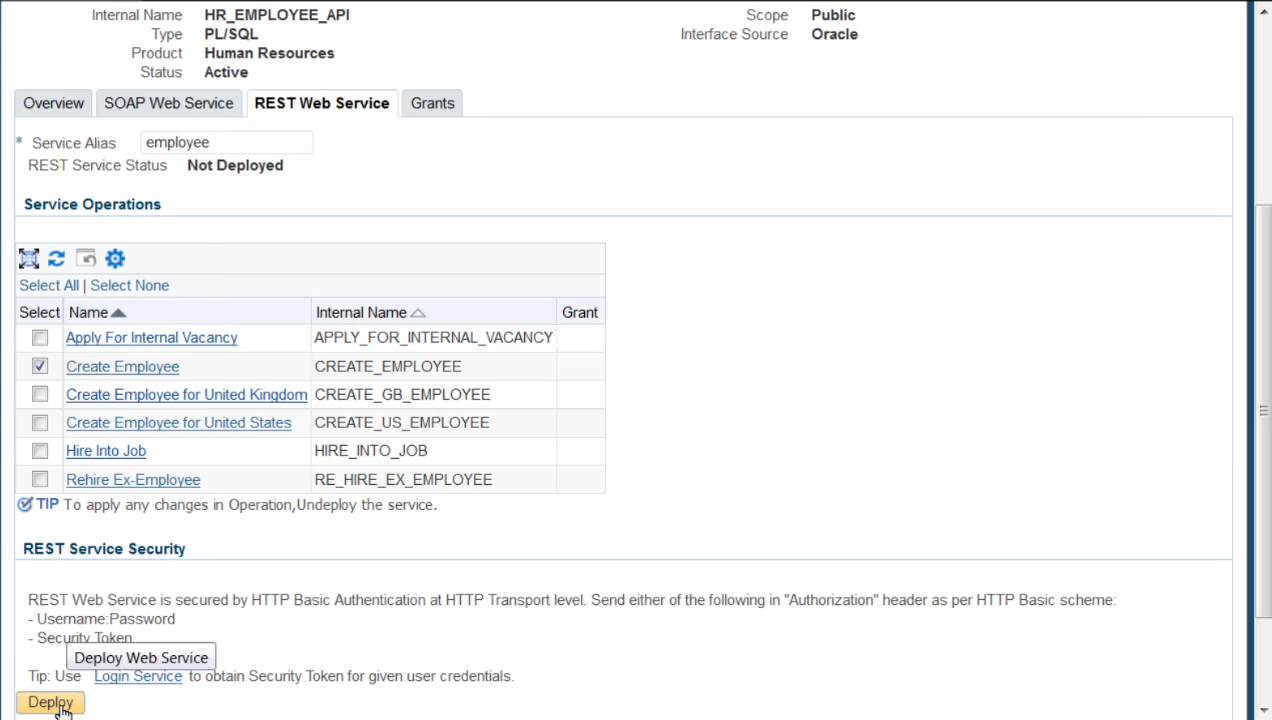 Internal Name HR_EMPLOYEE_API Scope Public
Type PL/SQL Interface Source Oracle
Product Human Resources
Status Active
Overview SOAP Web Service REST Web Service Grants
* Service Alias employee
REST Service Status Not Deployed
Service Operations
Select All | Select None
Select Name Internal Name Grant
Apply For Internal Vacancy APPLY_FOR_INTERNAL_VACANCY
Create Employee CREATE_EMPLOYEE
Create Employee for United Kingdom CREATE_GB_EMPLOYEE
Create Employee for United States CREATE_US_EMPLOYEE
Hire Into Job HIRE_INTO_JOB
Rehire Ex-Employee RE_HIRE_EX_EMPLOYEE
TIP To apply any changes in Operation,Undeploy the service.
REST Service Security
REST Web Service is secured by HTTP Basic Authentication at HTTP Transport level. Send either of the following in "Authorization" header as per HTTP Basic scheme:
- Username:Password
- Security Token
Deploy Web Service
Tip: Use Login Service to obtain Security Token for given user credentials.
Deploy